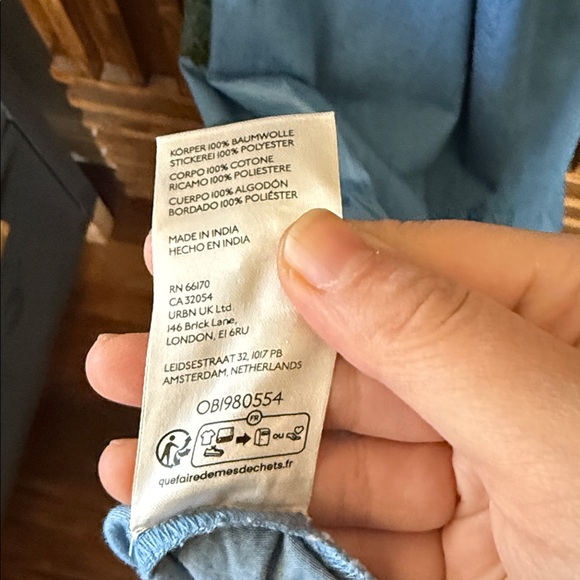 KÖRPER 100% BAUMWOLLE
STICKEREI 100% POLYESTER
CORPO 100% COTONE
RICAMO 100% POLIESTERE
CUERPO 100% ALGODÓN
BORDADO 100% POLIÉSTER
MADE IN INDIA
HECHO EN INDIA
RN 66170
CA 32054
URBN UK Ltd.
146 Brick Lane,
LONDON, E1 6RU
LEIDSESTRAAT 32, 1017 PB
AMSTERDAM, NETHERLANDS
OB1980554
FR
OU
quefairedemesdechets.fr